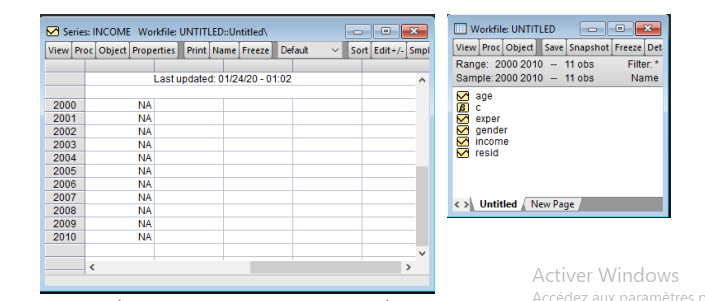 Series: INCOME Workfile: UNTITLED::Untitled\
View Proc Object Properties Print Name Freeze Default Sort Edit+/- Smpl
Last updated: 01/24/20 - 01:02
2000 NA
2001 NA
2002 NA
2003 NA
2004 NA
2005 NA
2006 NA
2007 NA
2008 NA
2009 NA
2010 NA
Workfile: UNTITLED
View Proc Object Save Snapshot Freeze Det
Range: 2000 2010 -- 11 obs Filter: *
Sample: 2000 2010 -- 11 obs Name
age
β c
exper
gender
income
resid
< > Untitled New Page
Activer Windows
Accédez aux paramètres